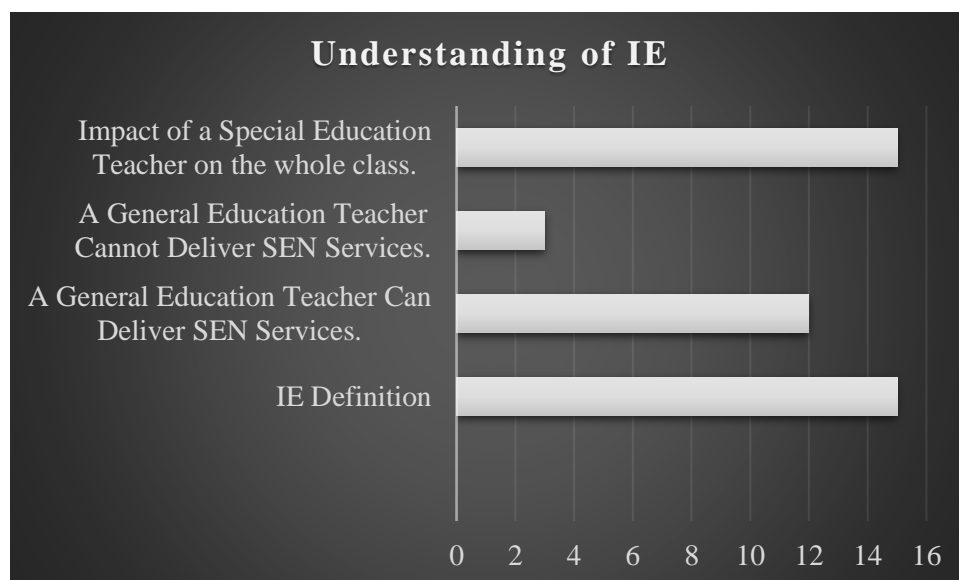 Understanding of IE
Impact of a Special Education
Teacher on the whole class.
A General Education Teacher
Cannot Deliver SEN Services.
A General Education Teacher Can
Deliver SEN Services.
IE Definition
0 2 4 6 8 10 12 14 16